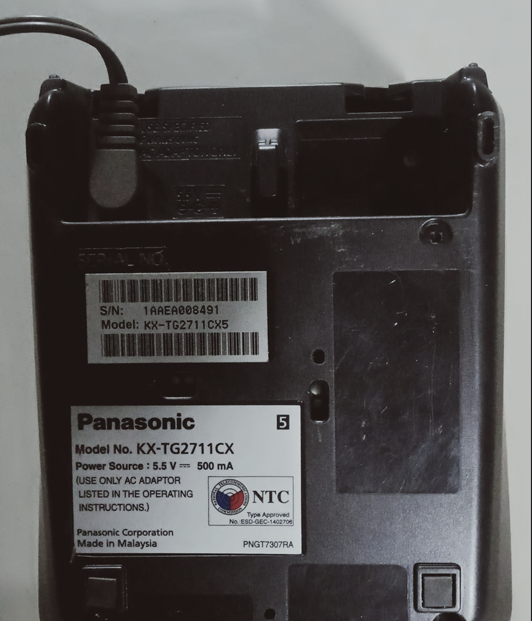 SERIAL NO.
S/N: 1AAEA008491
Model: KX-TG2711CX5
Panasonic 5
Model No. KX-TG2711CX
Power Source : 5.5 V ⎓ 500 mA
(USE ONLY AC ADAPTOR
LISTED IN THE OPERATING
INSTRUCTIONS.)
NTC
Type Approved
No.:ESD-GEC-1402706
Panasonic Corporation
Made in Malaysia
PNGT7307RA